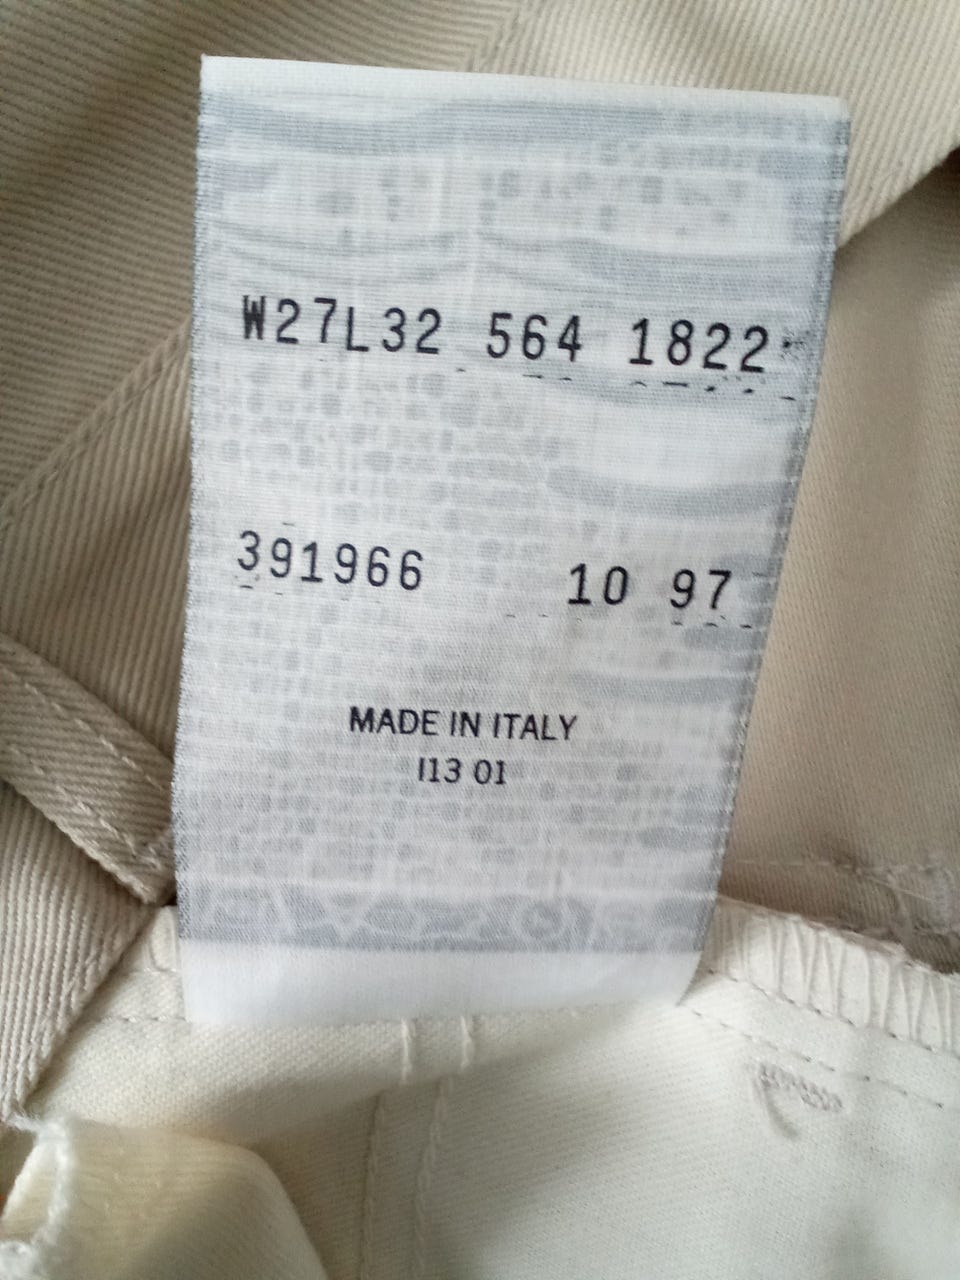 W27L32 564 1822*
391966 10 97
MADE IN ITALY
I13 01